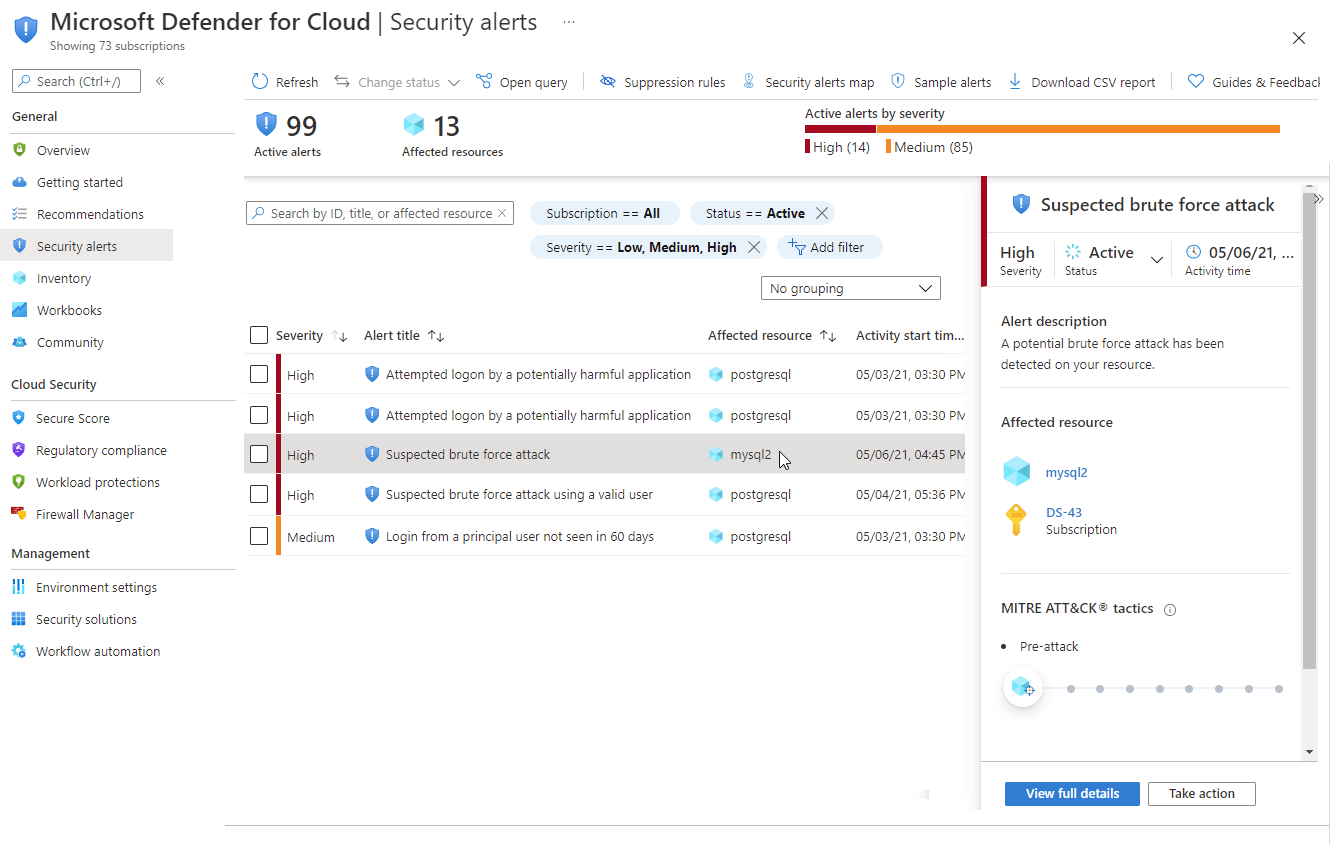 Microsoft Defender for Cloud | Security alerts ...
Showing 73 subscriptions
Search (Ctrl+/) «
General
Overview
Getting started
Recommendations
Security alerts
Inventory
Workbooks
Community
Cloud Security
Secure Score
Regulatory compliance
Workload protections
Firewall Manager
Management
Environment settings
Security solutions
Workflow automation
Refresh Change status Open query Suppression rules Security alerts map Sample alerts Download CSV report Guides & Feedback
99 Active alerts
13 Affected resources
Active alerts by severity
High (14) Medium (85)
Search by ID, title, or affected resource
Subscription == All Status == Active
Severity == Low, Medium, High Add filter
No grouping
Severity Alert title Affected resource Activity start tim...
High Attempted logon by a potentially harmful application postgresql 05/03/21, 03:30 PM
High Attempted logon by a potentially harmful application postgresql 05/03/21, 03:30 PM
High Suspected brute force attack mysql2 05/06/21, 04:45 PM
High Suspected brute force attack using a valid user postgresql 05/04/21, 05:36 PM
Medium Login from a principal user not seen in 60 days postgresql 05/03/21, 03:30 PM
Suspected brute force attack
High Active 05/06/21, ...
Severity Status Activity time
Alert description
A potential brute force attack has been
detected on your resource.
Affected resource
mysql2
DS-43
Subscription
MITRE ATT&CK® tactics
Pre-attack
View full details Take action